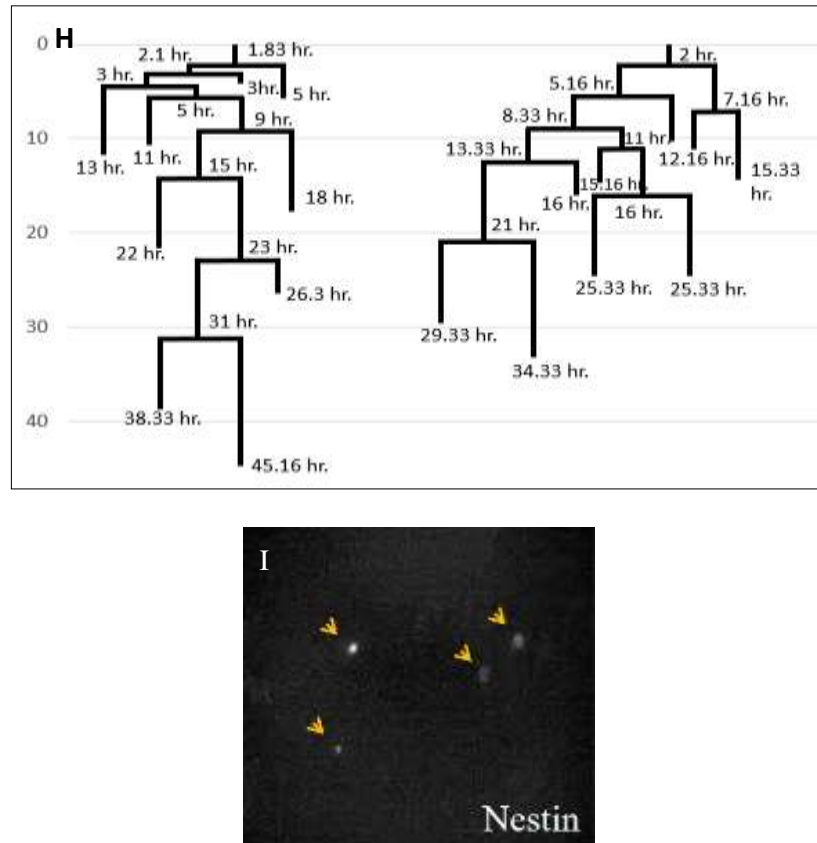 H
0
10
20
30
40
1.83 hr.
2.1 hr.
3 hr.
3hr.
5 hr.
5 hr.
9 hr.
13 hr.
11 hr.
15 hr.
18 hr.
22 hr.
23 hr.
26.3 hr.
31 hr.
38.33 hr.
45.16 hr.
2 hr.
5.16 hr.
7.16 hr.
8.33 hr.
11 hr.
13.33 hr.
12.16 hr.
15.33
hr.
15.16 hr.
16 hr.
16 hr.
21 hr.
25.33 hr.
25.33 hr.
29.33 hr.
34.33 hr.
I
Nestin